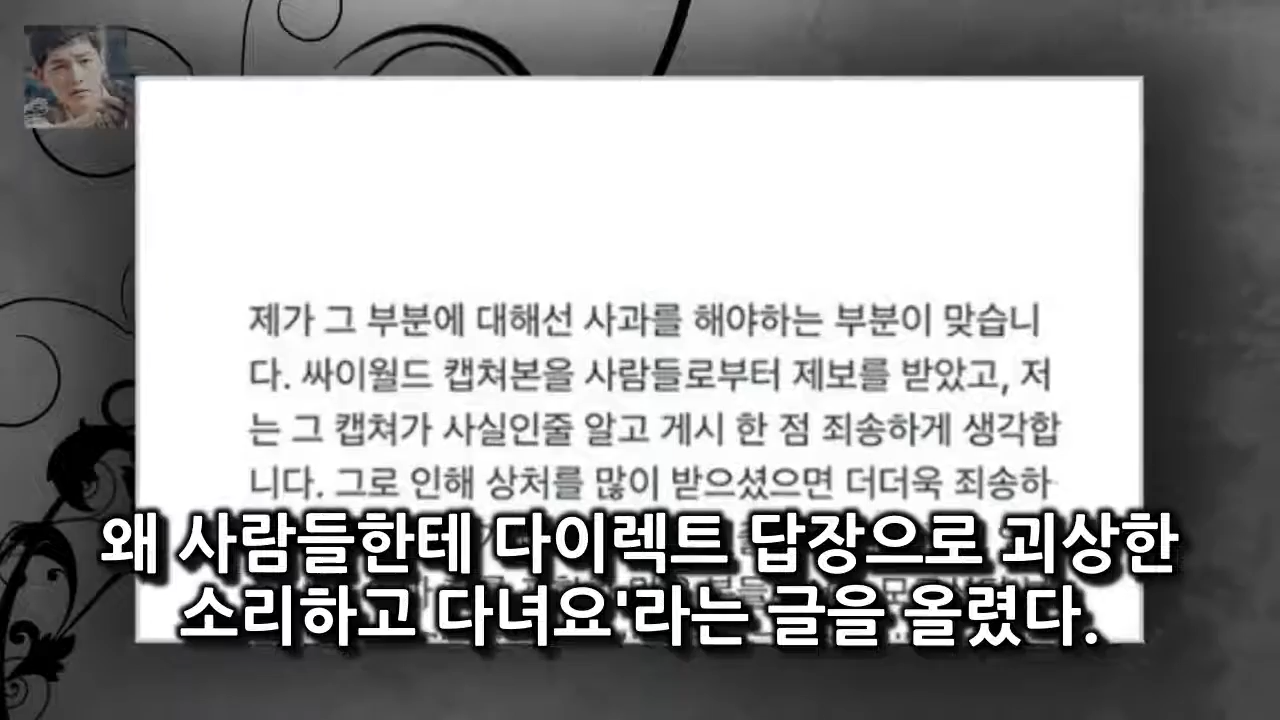 제가 그 부분에 대해선 사과를 해야하는 부분이 맞습니
다. 싸이월드 캡쳐본을 사람들로부터 제보를 받았고, 저
는 그 캡쳐가 사실인줄 알고 게시 한 점 죄송하게 생각합
니다. 그로 인해 상처를 많이 받으셨으면 더더욱 죄송하
왜 사람들한테 다이렉트 답장으로 괴상한
소리하고 다녀요'라는 글을 올렸다.